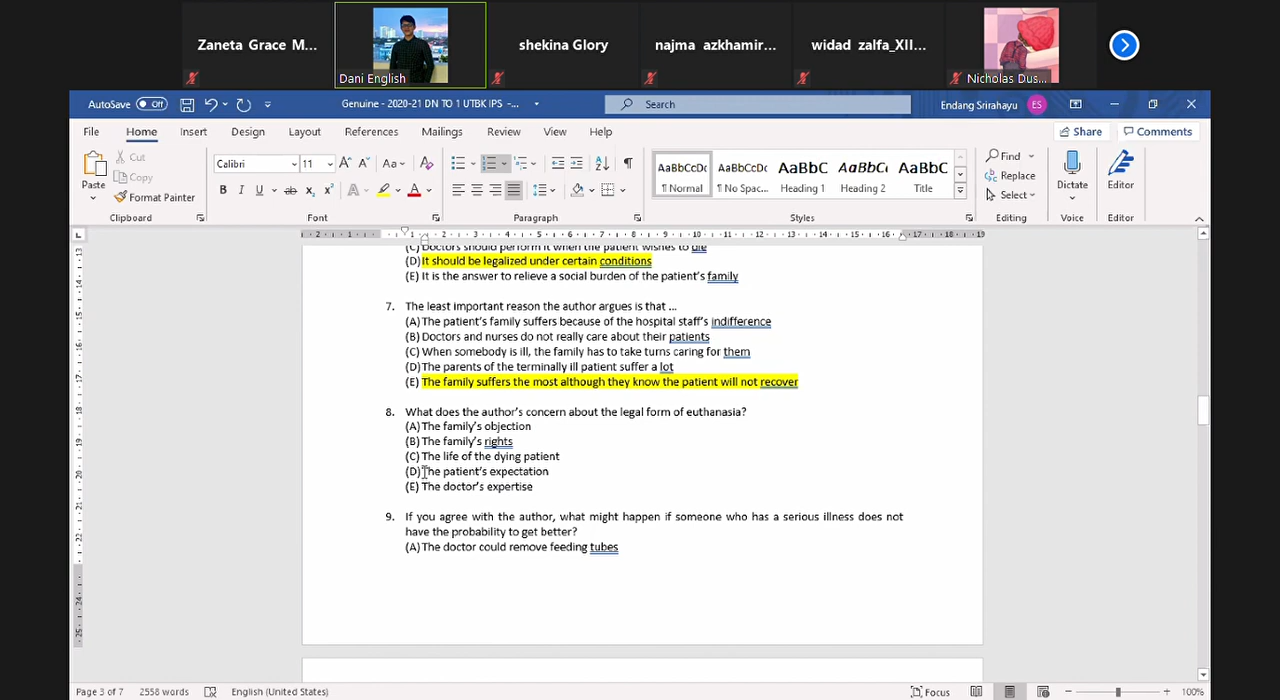 Zaneta Grace M...
Dani English
shekina Glory
najma azkhamir...
widad zalfa_XII...
Nicholas Dus...
AutoSave Off
Genuine - 2020-21 DN TO 1 UTBK IPS -...
Search
Endang Srirahayu ES
File Home Insert Design Layout References Mailings Review View Help
Share Comments
Paste
Cut
Copy
Format Painter
Clipboard
Calibri 11
Font
Paragraph
AaBbCcDc ¶ Normal
AaBbCcDc ¶ No Spac...
AaBbC Heading 1
AaBbCc Heading 2
AaBbC Title
Styles
Find
Replace
Select
Editing
Dictate
Voice
Editor
Editor
(C) Doctors should perform it when the patient wishes to die
(D) It should be legalized under certain conditions
(E) It is the answer to relieve a social burden of the patient's family
7. The least important reason the author argues is that ...
(A) The patient's family suffers because of the hospital staff's indifference
(B) Doctors and nurses do not really care about their patients
(C) When somebody is ill, the family has to take turns caring for them
(D) The parents of the terminally ill patient suffer a lot
(E) The family suffers the most although they know the patient will not recover
8. What does the author's concern about the legal form of euthanasia?
(A) The family's objection
(B) The family's rights
(C) The life of the dying patient
(D) The patient's expectation
(E) The doctor's expertise
9. If you agree with the author, what might happen if someone who has a serious illness does not
have the probability to get better?
(A) The doctor could remove feeding tubes
Page 3 of 7 2558 words English (United States) Focus 100%